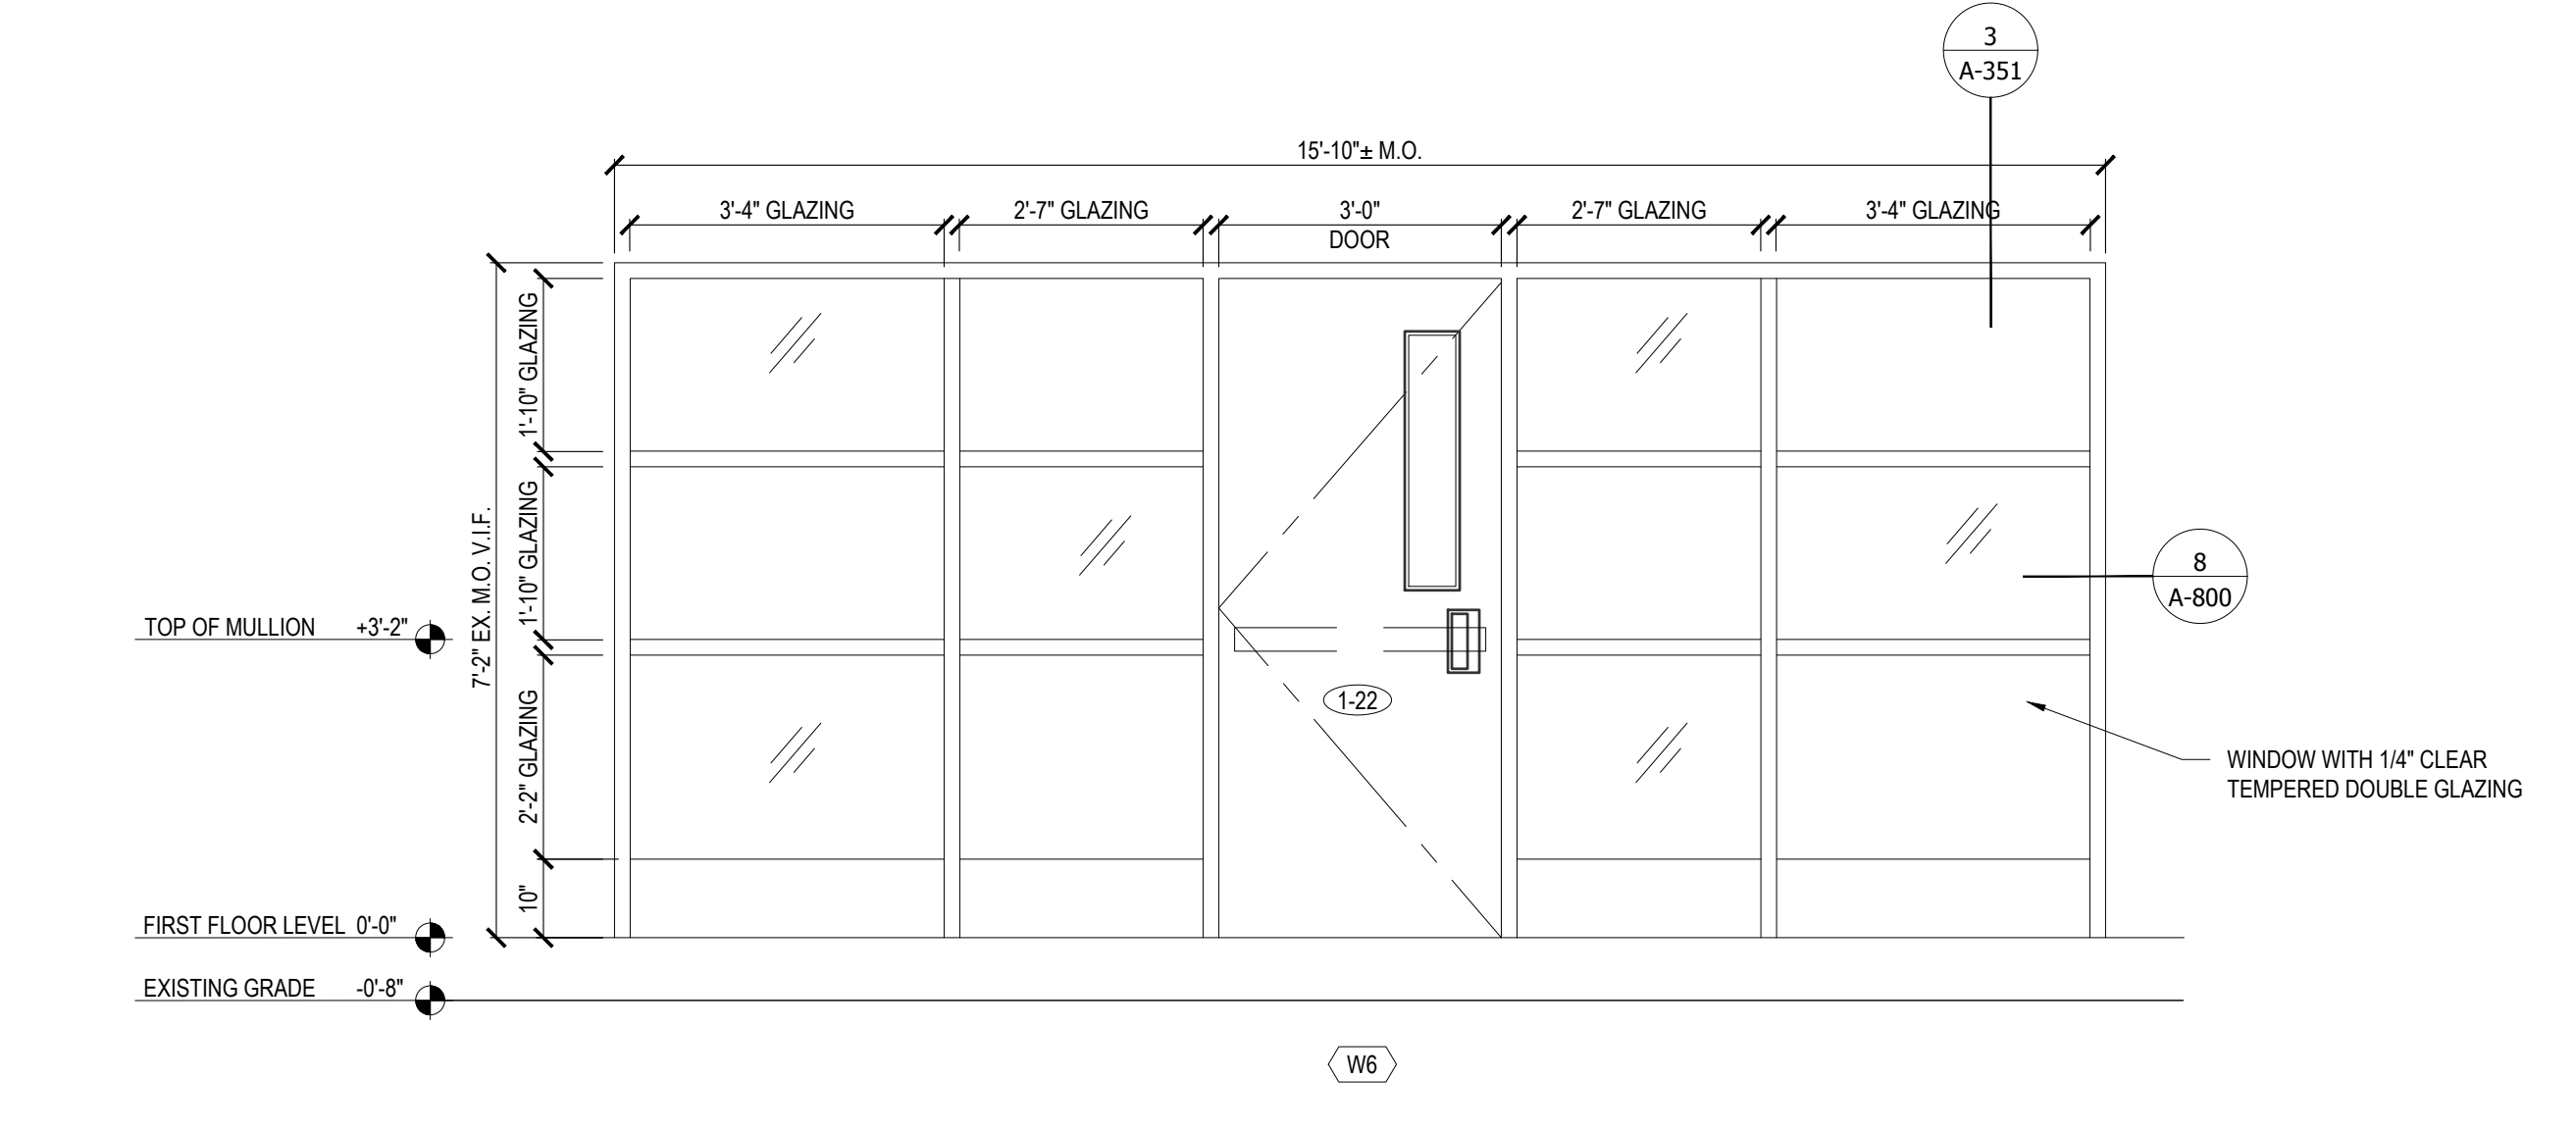 3
A-351
15'-10"± M.O.
3'-4" GLAZING
2'-7" GLAZING
3'-0"
DOOR
2'-7" GLAZING
3'-4" GLAZING
7'-2" EX. M.O. V.I.F.
1'-10" GLAZING
1'-10" GLAZING
2'-2" GLAZING
10"
TOP OF MULLION +3'-2"
FIRST FLOOR LEVEL 0'-0"
EXISTING GRADE -0'-8"
1-22
8
A-800
WINDOW WITH 1/4" CLEAR
TEMPERED DOUBLE GLAZING
W6